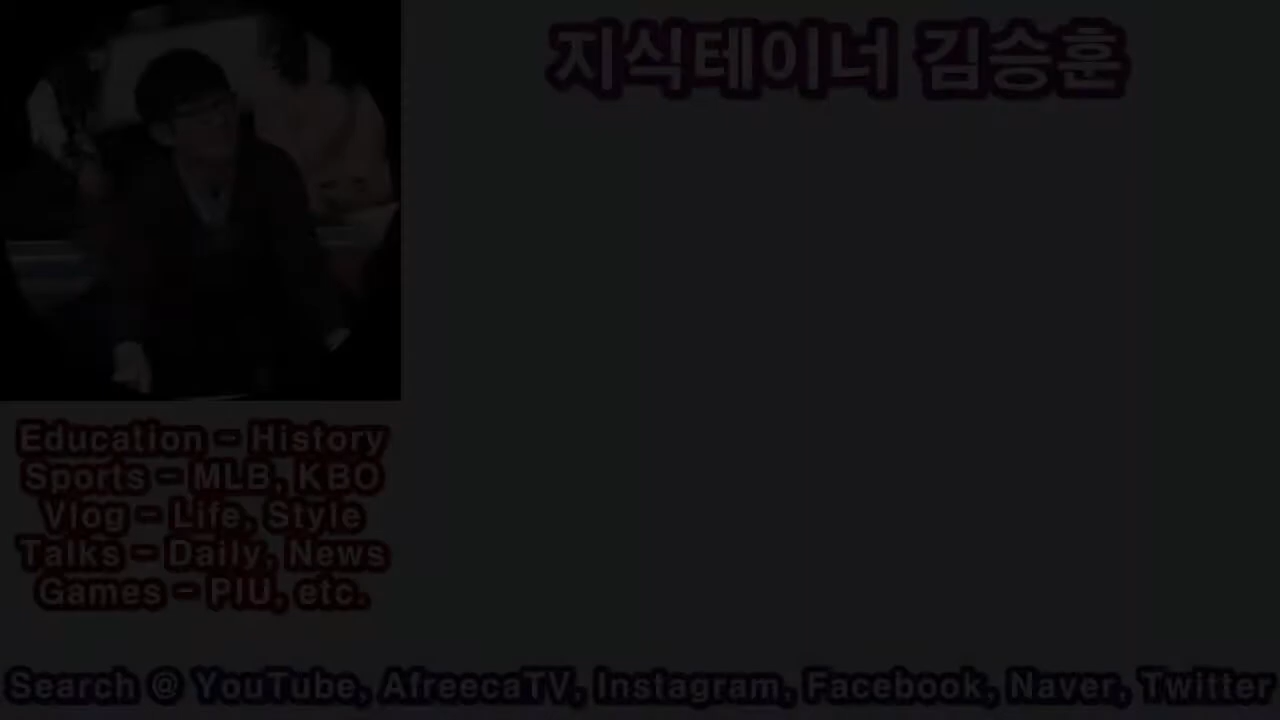 지식테이너 김승훈
Education - History
Sports - MLB, KBO
Vlog - Life, Style
Talks - Daily, News
Games - PIU, etc.
Search @ YouTube, AfreecaTV, Instagram, Facebook, Naver, Twitter